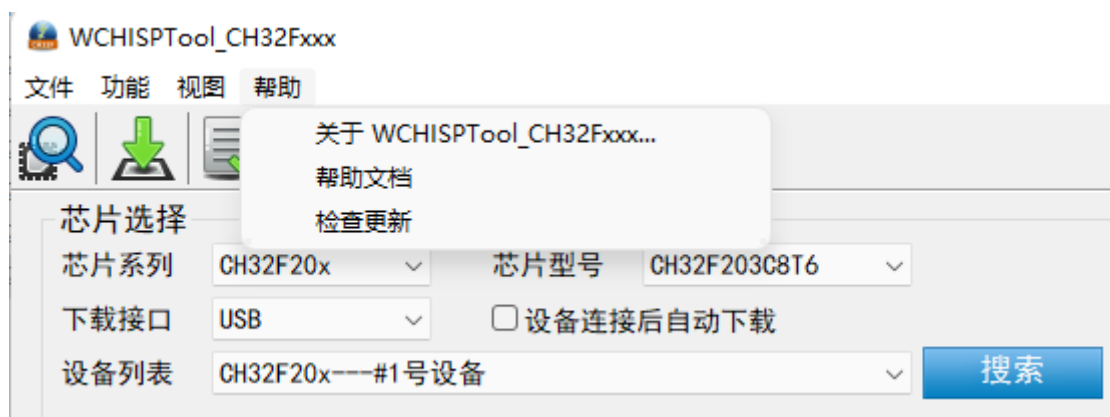 WCHISPTool_CH32Fxxx
文件 功能 视图 帮助
关于 WCHISPTool_CH32Fxxx...
帮助文档
检查更新
芯片选择
芯片系列 CH32F20x 芯片型号 CH32F203C8T6
下载接口 USB 设备连接后自动下载
设备列表 CH32F20x---#1号设备 搜索